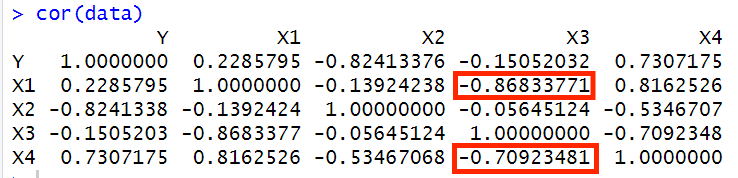 > cor(data)
Y X1 X2 X3 X4
Y 1.0000000 0.2285795 -0.82413376 -0.15052032 0.7307175
X1 0.2285795 1.0000000 -0.13924238 -0.86833771 0.8162526
X2 -0.8241338 -0.1392424 1.00000000 -0.05645124 -0.5346707
X3 -0.1505203 -0.8683377 -0.05645124 1.00000000 -0.7092348
X4 0.7307175 0.8162526 -0.53467068 -0.70923481 1.0000000